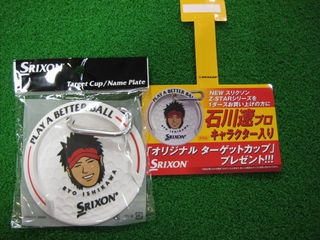 SRIXON
Target Cup/Name Plate
PLAY A BETTER BALL
RYO ISHIKAWA
SRIXON
DUNLOP
NEW スリクソン
Z-STARシリーズを
1ダースお買い上げの方に
石川遼プロ
キャラクター入り
「オリジナル ターゲットカップ」
プレゼント!!!
SRIXON